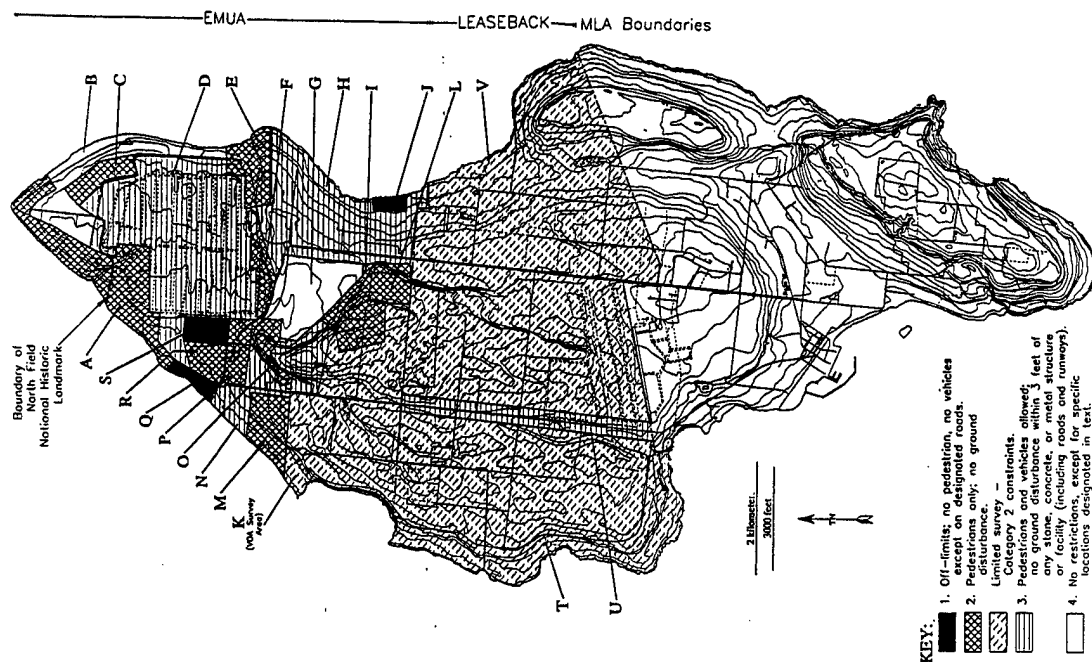 EMUA
LEASEBACK
MLA Boundaries
B
C
D
E
F
G
H
I
J
L
V
Boundary of
North Field
National Historic
Landmark
A
S
R
Q
P
O
N
M
K
(VOA Survey
Area)
T
U
2 kilometer
3000 feet
TN
KEY:
1. Off-limits; no pedestrian, no vehicles
except on designated roads.
2. Pedestrians only; no ground
disturbance.
Limited survey –
Category 2 constraints.
3. Pedestrians and vehicles allowed;
no ground disturbance within 3 feet of
any stone, concrete, or metal structure
or facility (including roads and runways).
4. No restrictions, except for specific
locations designated in text.